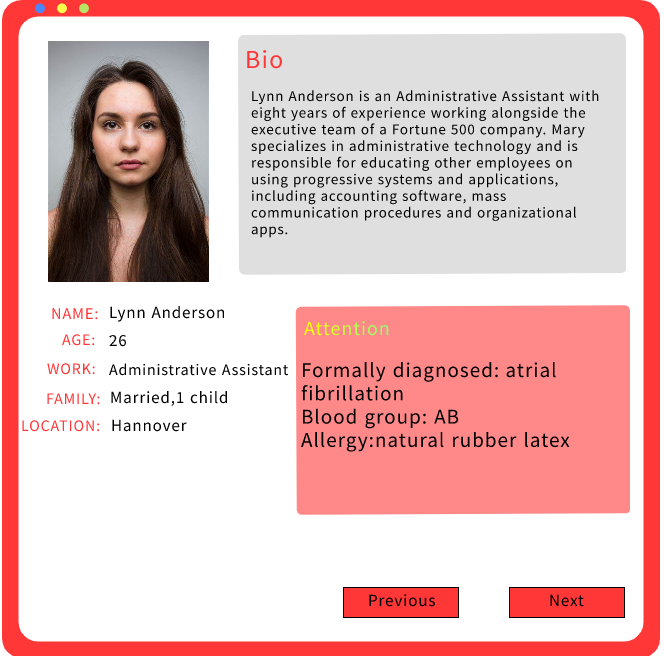 Bio
Lynn Anderson is an Administrative Assistant with
eight years of experience working alongside the
executive team of a Fortune 500 company. Mary
specializes in administrative technology and is
responsible for educating other employees on
using progressive systems and applications,
including accounting software, mass
communication procedures and organizational
apps.
NAME: Lynn Anderson
AGE: 26
WORK: Administrative Assistant
FAMILY: Married,1 child
LOCATION: Hannover
Attention
Formally diagnosed: atrial
fibrillation
Blood group: AB
Allergy:natural rubber latex
Previous
Next